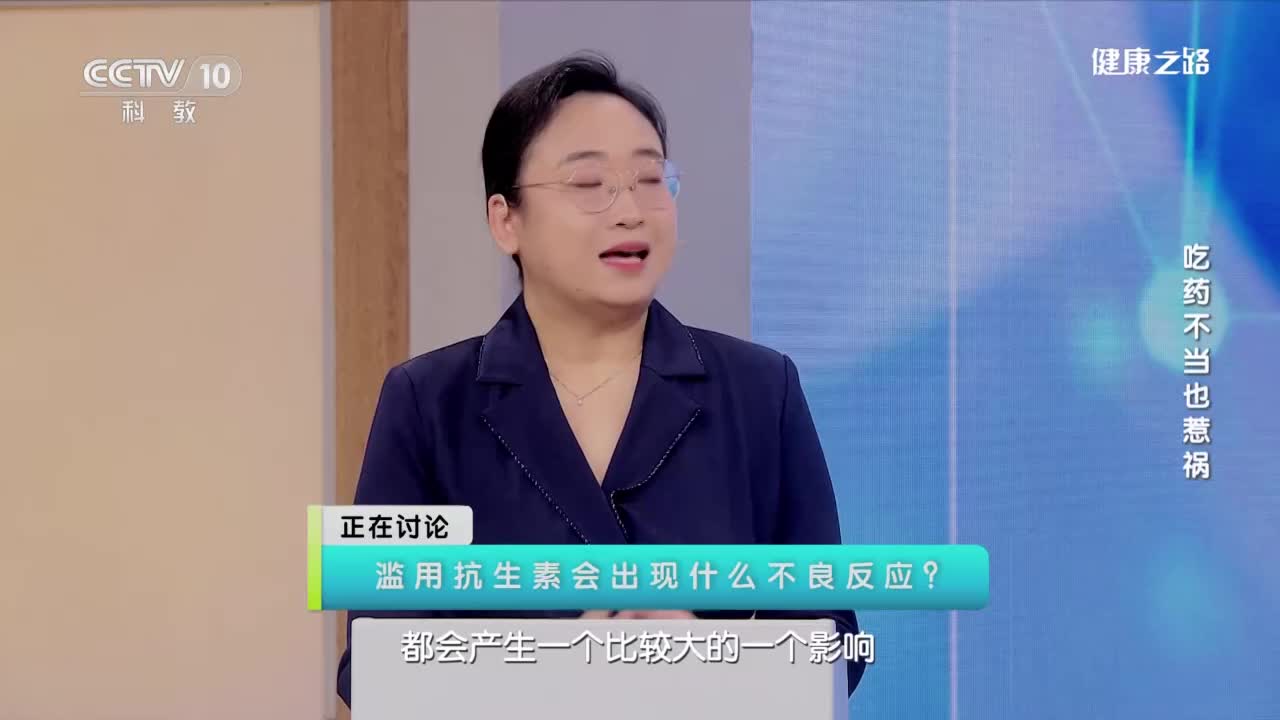 CCTV 10
科教
健康之路
吃药不当也惹祸
正在讨论
滥用抗生素会出现什么不良反应？
都会产生一个比较大的一个影响